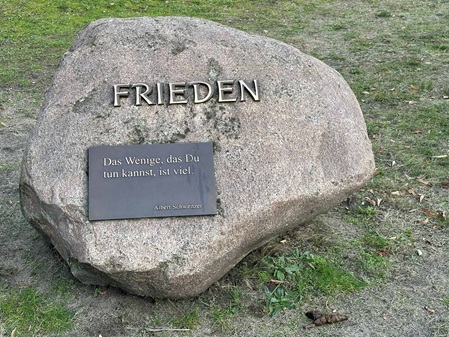 FRIEDEN
Das Wenige, das Du
tun kannst, ist viel.
Albert Schweitzer